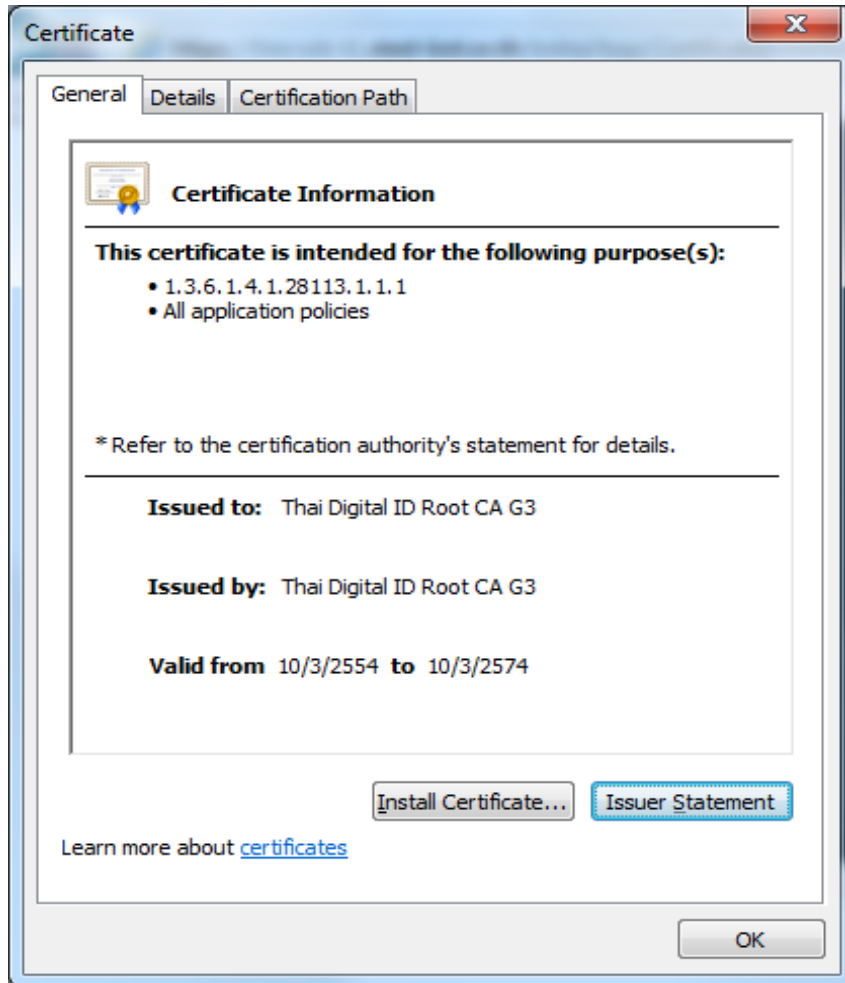 Certificate
General Details Certification Path
Certificate Information
This certificate is intended for the following purpose(s):
• 1.3.6.1.4.1.28113.1.1.1
• All application policies
* Refer to the certification authority's statement for details.
Issued to: Thai Digital ID Root CA G3
Issued by: Thai Digital ID Root CA G3
Valid from 10/3/2554 to 10/3/2574
Install Certificate... Issuer Statement
Learn more about certificates
OK